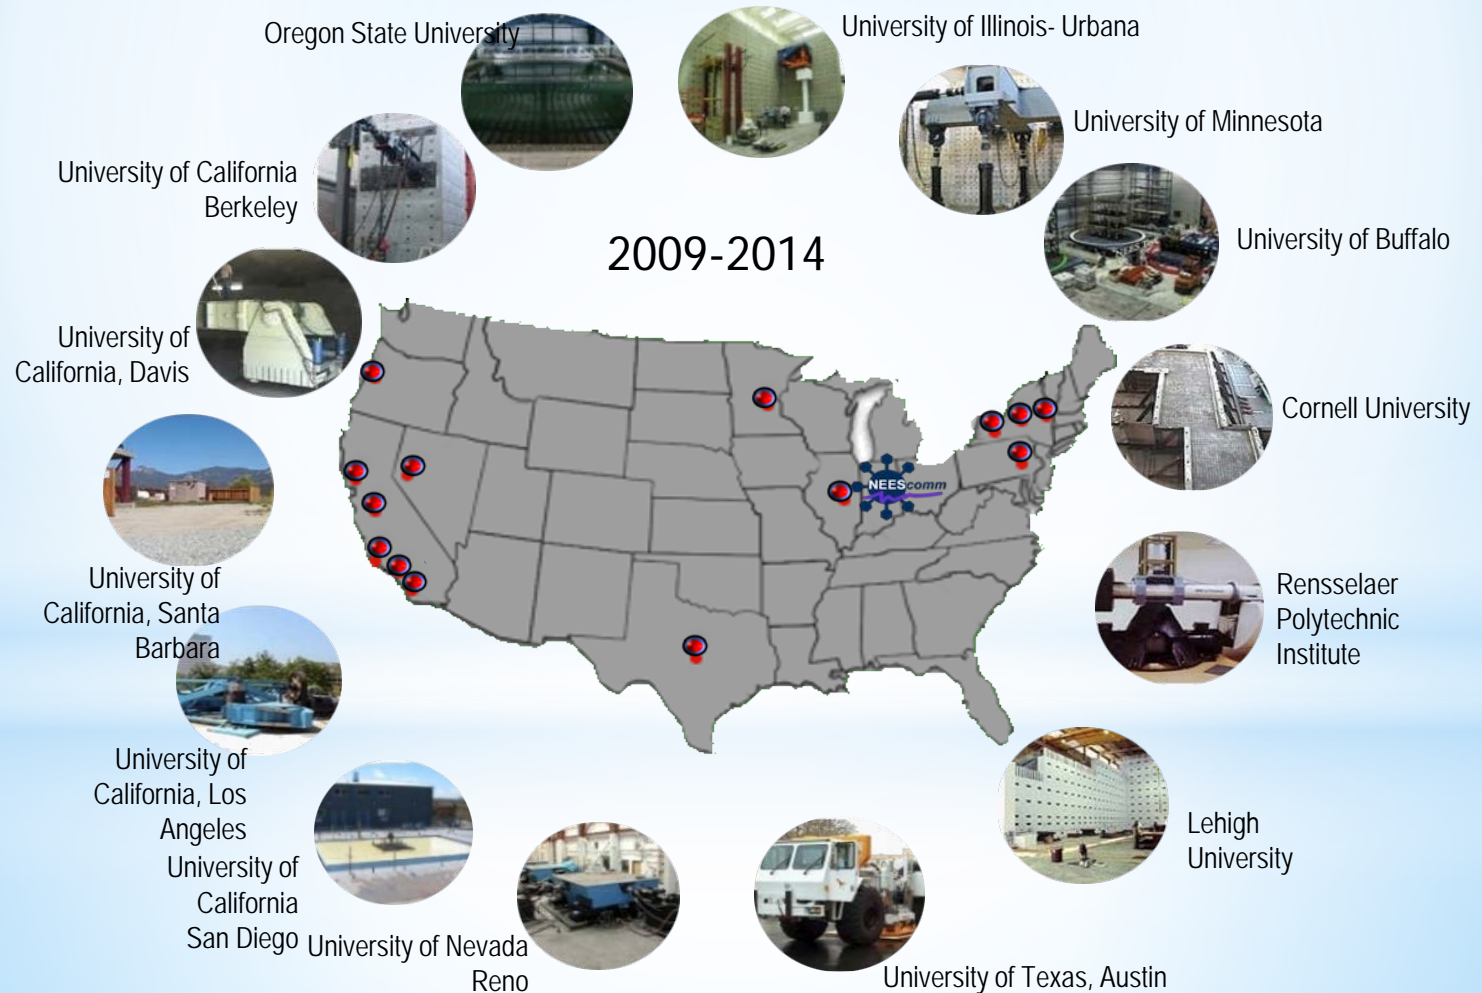 Oregon State University
University of Illinois- Urbana
University of Minnesota
University of California
Berkeley
University of Buffalo
2009-2014
University of
California, Davis
Cornell University
NEEScomm
University of
California, Santa
Barbara
Rensselaer
Polytechnic
Institute
University of
California, Los
Angeles
Lehigh
University
University of
California
San Diego
University of Nevada
Reno
University of Texas, Austin